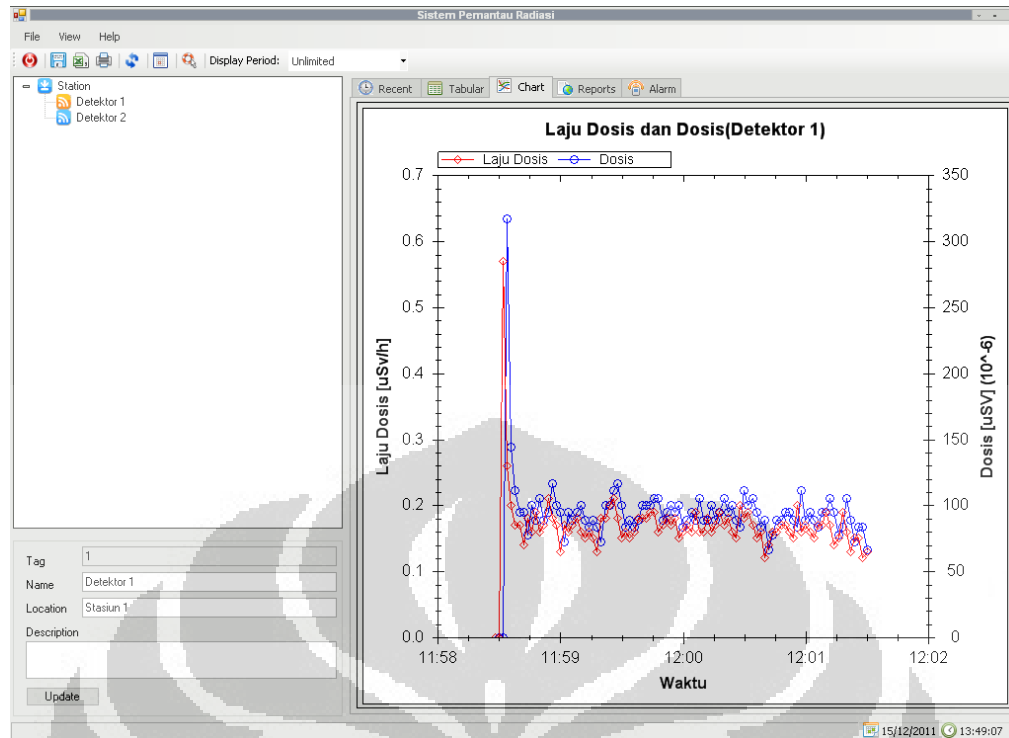 Sistem Pemantau Radiasi
File View Help
Display Period: Unlimited
Station
Detektor 1
Detektor 2
Tag 1
Name Detektor 1
Location Stasiun 1
Description
Update
Recent Tabular Chart Reports Alarm
Laju Dosis dan Dosis(Detektor 1)
Laju Dosis Dosis
0.7
0.6
0.5
0.4
0.3
0.2
0.1
0.0
Laju Dosis [uSv/h]
350
300
250
200
150
100
50
0
Dosis [uSV] (10^-6)
11:58 11:59 12:00 12:01 12:02
Waktu
15/12/2011 13:49:07